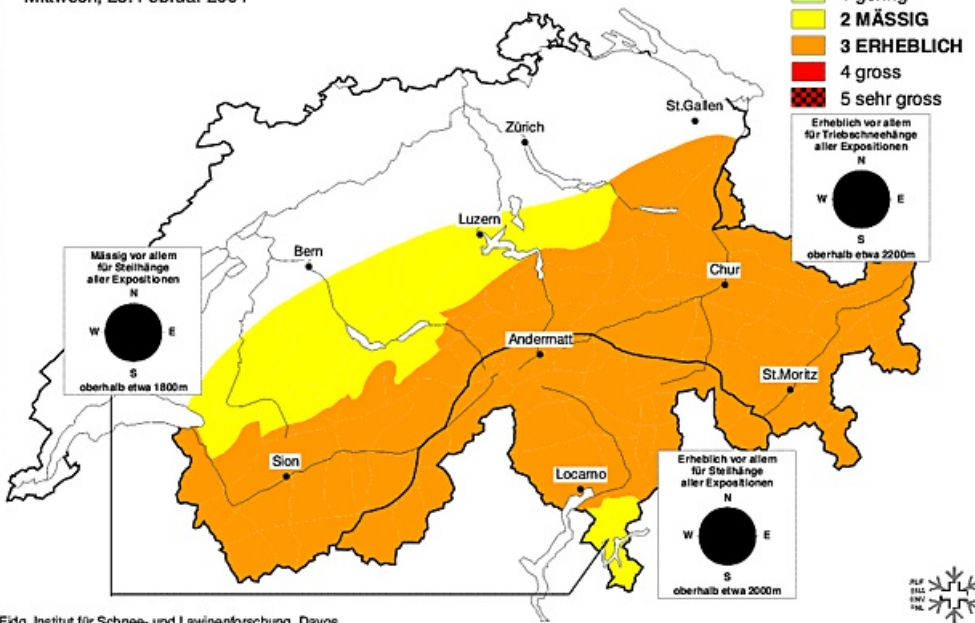 2 MÄSSIG
3 ERHEBLICH
4 gross
5 sehr gross
St.Gallen
Zürich
Erheblich vor allem
für Triebschneehänge
aller Expositionen
N
W E
S
oberhalb etwa 2200m
Luzern
Bern
Mässig vor allem
für Steilhänge
aller Expositionen
N
W E
S
oberhalb etwa 1800m
Chur
Andermatt
St.Moritz
Sion
Locarno
Erheblich vor allem
für Steilhänge
aller Expositionen
N
W E
S
oberhalb etwa 2000m
SLF
ENA
Eidg. Institut für Schnee- und Lawinenforschung, Davos